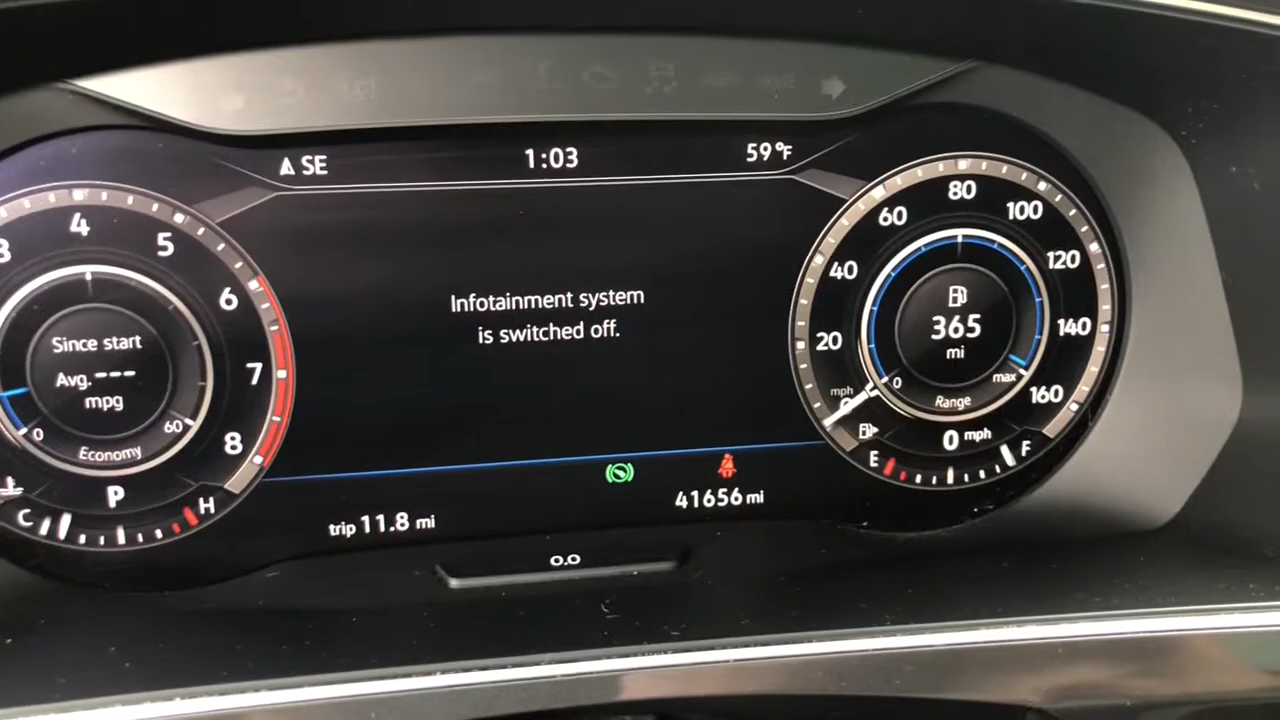 SE
1:03
59°F
3
4
5
6
7
8
Since start
Avg. ---
mpg
0
60
Economy
P
C
H
Infotainment system
is switched off.
trip 11.8 mi
41656 mi
0.0
20
40
60
80
100
120
140
160
mph
365
mi
0
max
Range
0 mph
E
F